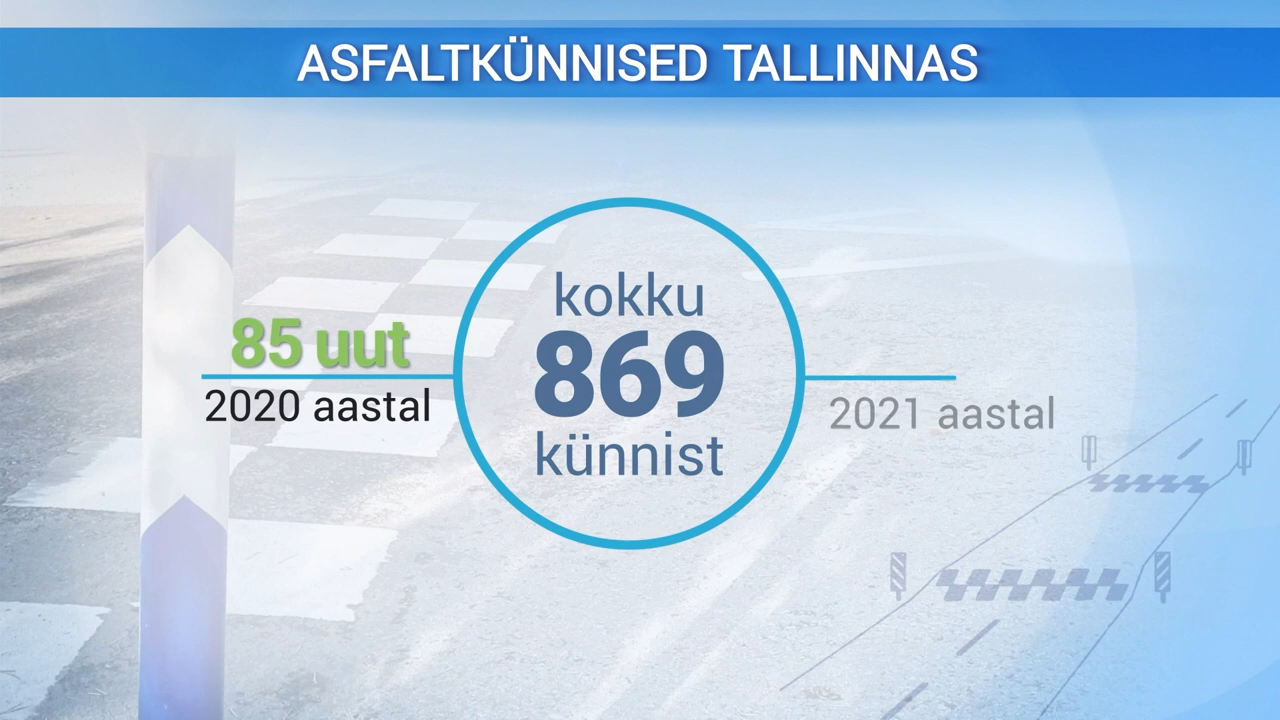 ASFALTKÜNNISED TALLINNAS
85 uut
2020 aastal
kokku
869
künnist
2021 aastal